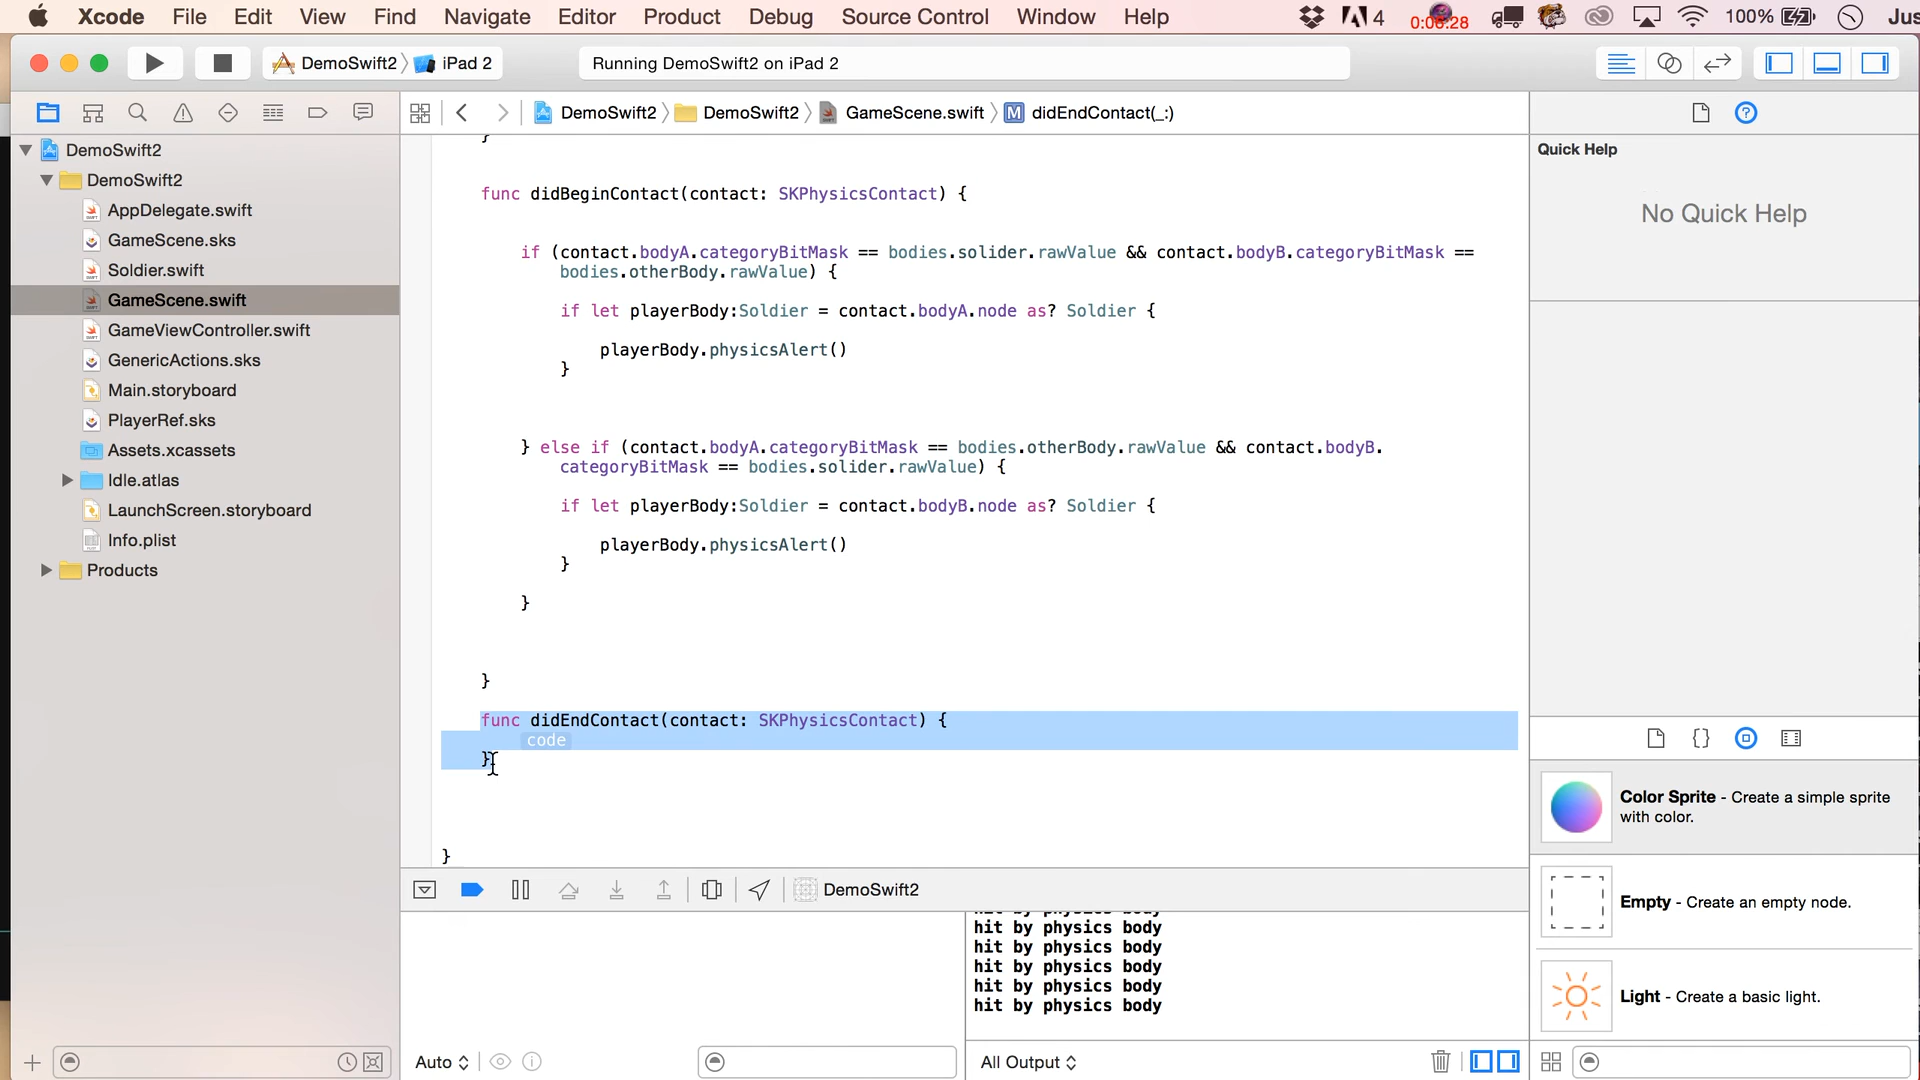 Xcode File Edit View Find Navigate Editor Product Debug Source Control Window Help 4 0:06:28 100% Jus
DemoSwift2 iPad 2 Running DemoSwift2 on iPad 2
DemoSwift2 DemoSwift2 GameScene.swift M didEndContact(_:)
DemoSwift2
DemoSwift2
AppDelegate.swift
GameScene.sks
Soldier.swift
GameScene.swift
GameViewController.swift
GenericActions.sks
Main.storyboard
PlayerRef.sks
Assets.xcassets
Idle.atlas
LaunchScreen.storyboard
Info.plist
Products
}
func didBeginContact(contact: SKPhysicsContact) {
if (contact.bodyA.categoryBitMask == bodies.solider.rawValue && contact.bodyB.categoryBitMask ==
bodies.otherBody.rawValue) {
if let playerBody:Soldier = contact.bodyA.node as? Soldier {
playerBody.physicsAlert()
}
} else if (contact.bodyA.categoryBitMask == bodies.otherBody.rawValue && contact.bodyB.
categoryBitMask == bodies.solider.rawValue) {
if let playerBody:Soldier = contact.bodyB.node as? Soldier {
playerBody.physicsAlert()
}
}
}
func didEndContact(contact: SKPhysicsContact) {
code
}
}
Quick Help
No Quick Help
{}
Color Sprite - Create a simple sprite
with color.
Empty - Create an empty node.
Light - Create a basic light.
DemoSwift2
hit by physics body
hit by physics body
hit by physics body
hit by physics body
hit by physics body
hit by physics body
Auto
All Output